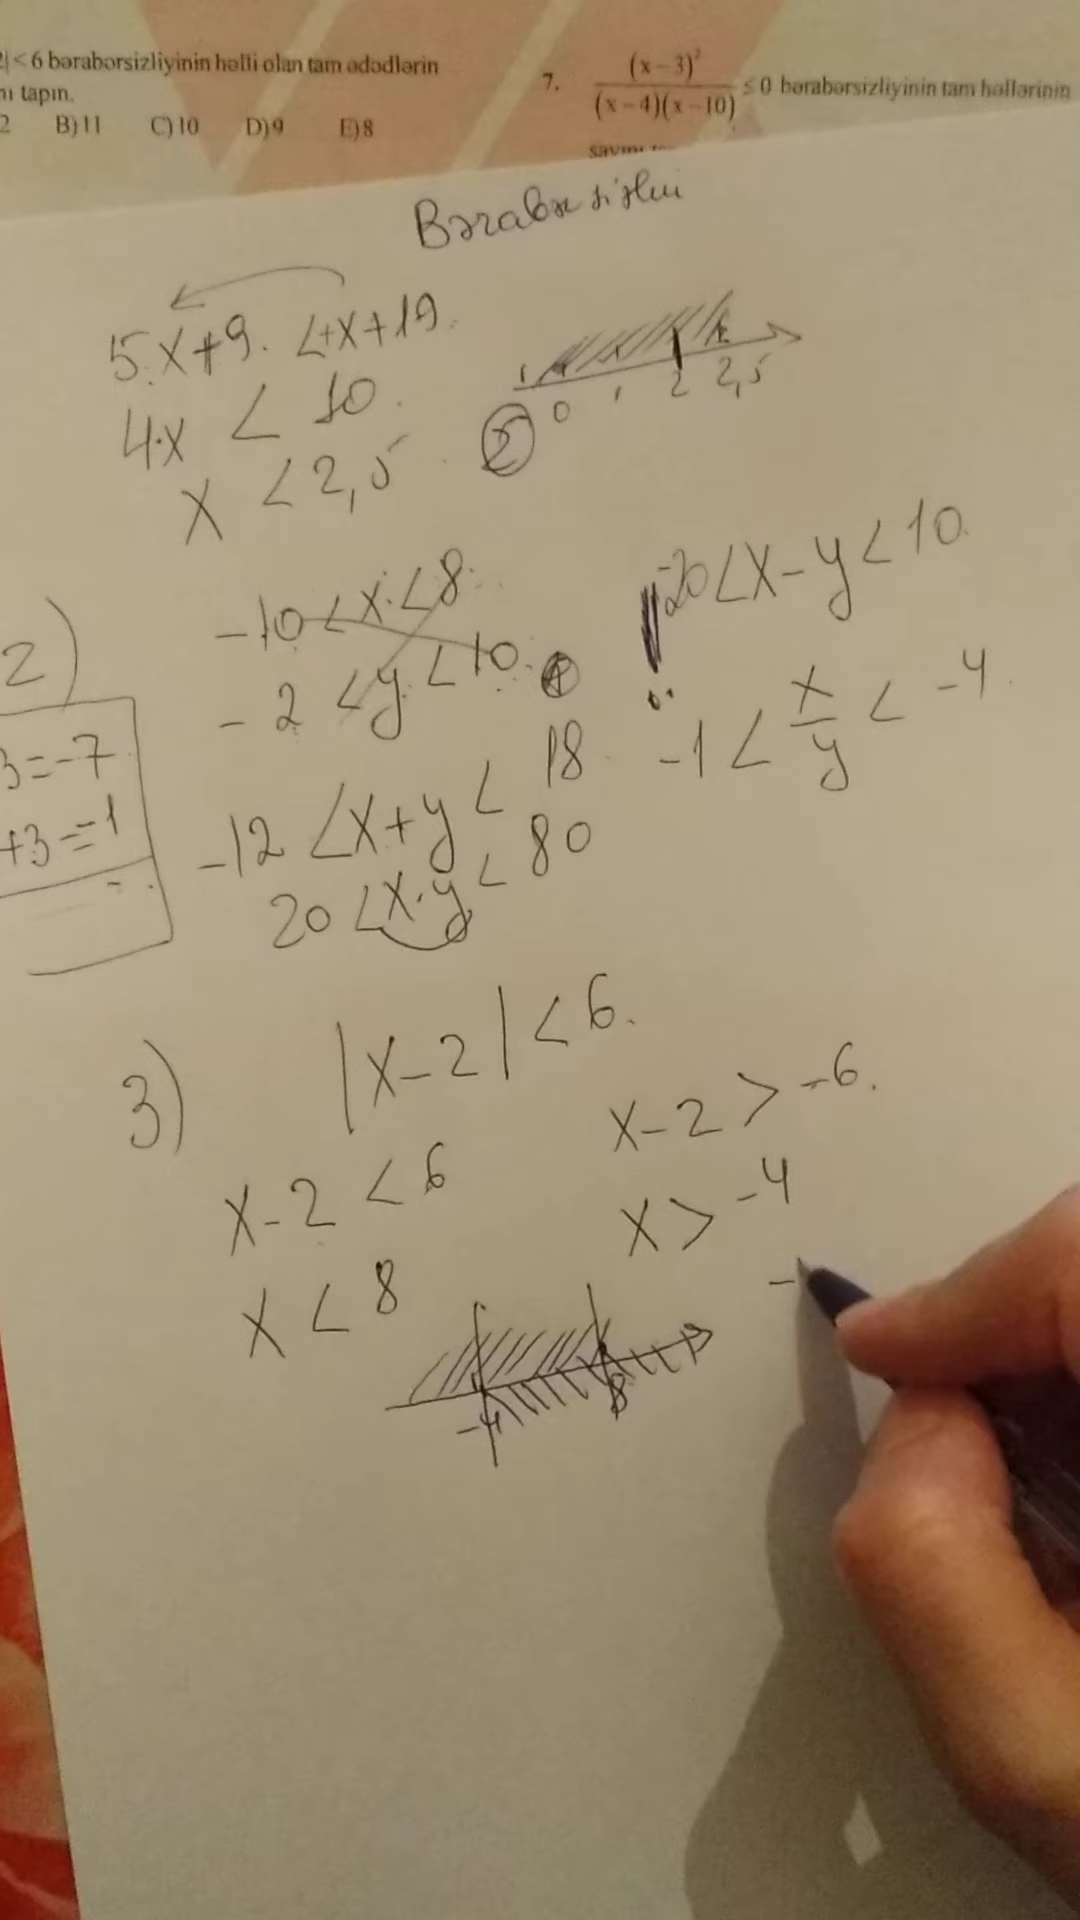 < 6 bərabərsizliyinin həlli olan tam ədədlərin
tapın.
2 B) 11 C) 10 D) 9 E) 8
7. (x-3)² / (x-4)(x-10) ≤ 0 bərabərsizliyinin tam həllərinin
5.x+9. <+x+19.
4.x < 10.
x < 2,5
0 1 2 2,5
2)
3=-7
+3=-1
-10 < x < 8
-2 < y < 10
-20 < x-y < 10
-12 < x+y < 18
-1 < x/y < -4
20 < x.y < 80
3) |x-2| < 6.
x-2 < 6 x-2 > -6.
x < 8 x > -4
-4 8
-